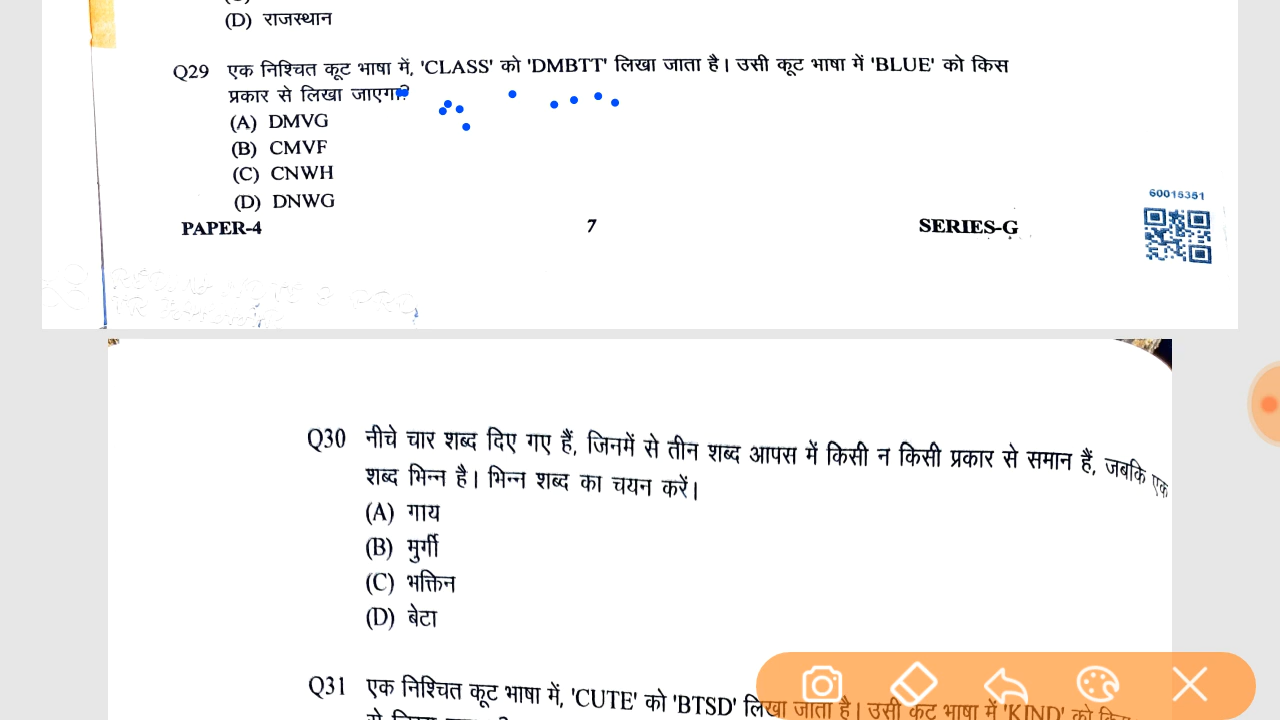 (D) राजस्थान
Q29 एक निश्चित कूट भाषा में, 'CLASS' को 'DMBTT' लिखा जाता है। उसी कूट भाषा में 'BLUE' को किस
प्रकार से लिखा जाएगा?
(A) DMVG
(B) CMVF
(C) CNWH
(D) DNWG
60015351
PAPER-4 7 SERIES-G
Q30 नीचे चार शब्द दिए गए हैं, जिनमें से तीन शब्द आपस में किसी न किसी प्रकार से समान हैं, जबकि एक
शब्द भिन्न है। भिन्न शब्द का चयन करें।
(A) गाय
(B) मुर्गी
(C) भक्तिन
(D) बेटा
Q31 एक निश्चित कूट भाषा में, 'CUTE' को 'BTSD' लिखा जाता है। उसी कूट भाषा में 'KIND' को